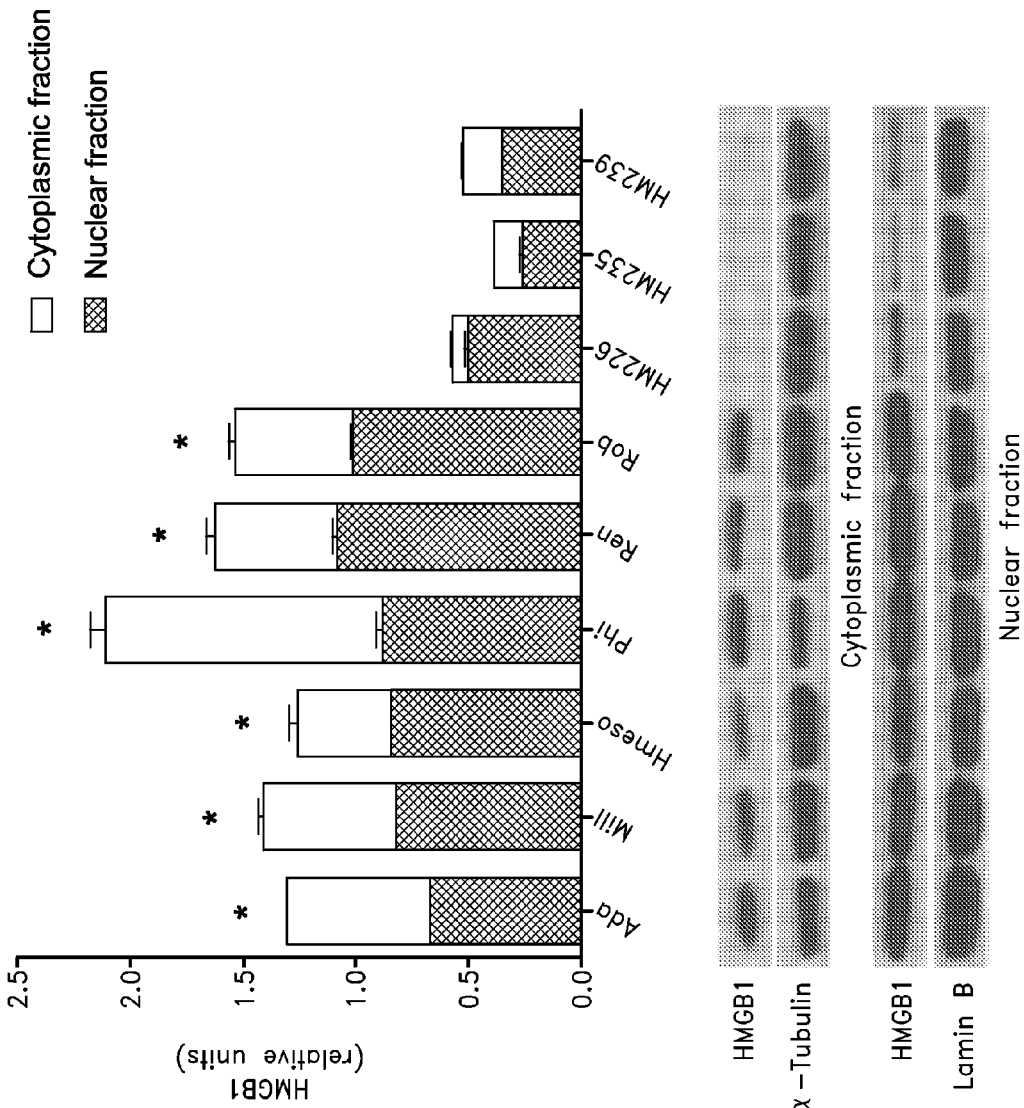 Cytoplasmic fraction
Nuclear fraction
HMGB1
(relative units)
2.5
2.0
1.5
1.0
0.5
0.0
* * * * * *
Ada Mill Hmeso Phi Ren Rob HM226 HM235 HM239
HMGB1
χ -Tubulin
Cytoplasmic fraction
HMGB1
Lamin B
Nuclear fraction